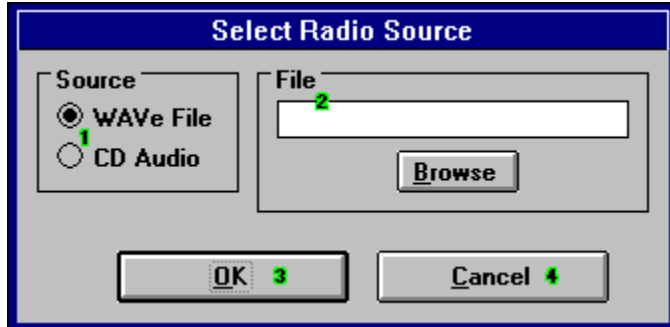 Select Radio Source
Source
WAVe File
1
CD Audio
File
2
Browse
OK 3
Cancel 4